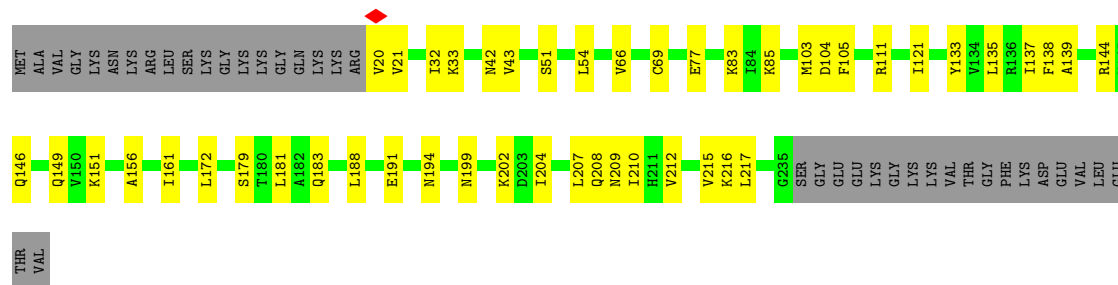 MET ALA VAL GLY LYS ASN LYS ARG LEU SER LYS GLY LYS LYS GLY GLN LYS LYS ARG V20 V21 I32 K33 N42 V43 S51 L54 V66 C69 E77 K83 I84 K85 M103 D104 F105 R111 I121 Y133 V134 L135 R136 I137 F138 A139 R144
Q146 Q149 V150 K151 A156 I161 L172 S179 T180 L181 A182 Q183 L188 E191 N194 N199 K202 D203 I204 L207 Q208 N209 I210 H211 V212 V215 K216 L217 G235 SER GLY GLU GLU LYS GLY LYS LYS VAL THR GLY PHE LYS ASP GLU VAL LEU GLU
THR VAL